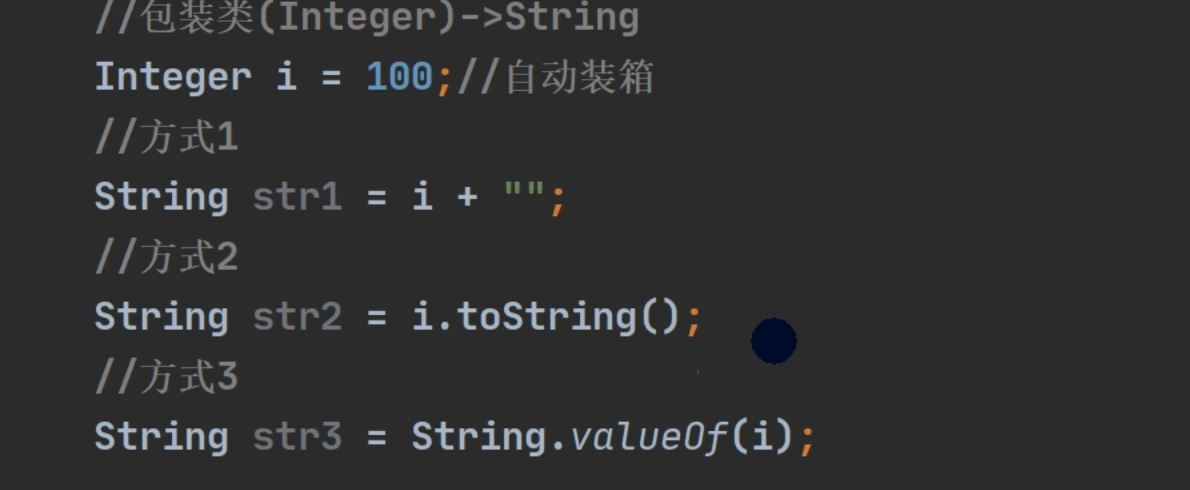 //包装类(Integer)->String
Integer i = 100;//自动装箱
//方式1
String str1 = i + "";
//方式2
String str2 = i.toString();
//方式3
String str3 = String.valueOf(i);